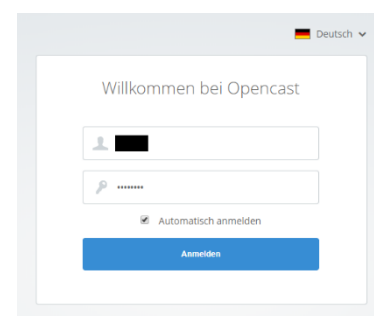 Deutsch
Willkommen bei Opencast
••••••••
Automatisch anmelden
Anmelden